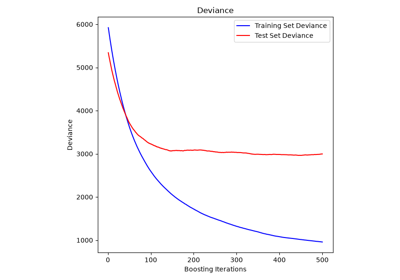 Deviance
6000
5000
4000
3000
2000
1000
Deviance
Training Set Deviance
Test Set Deviance
0
100
200
300
400
500
Boosting Iterations